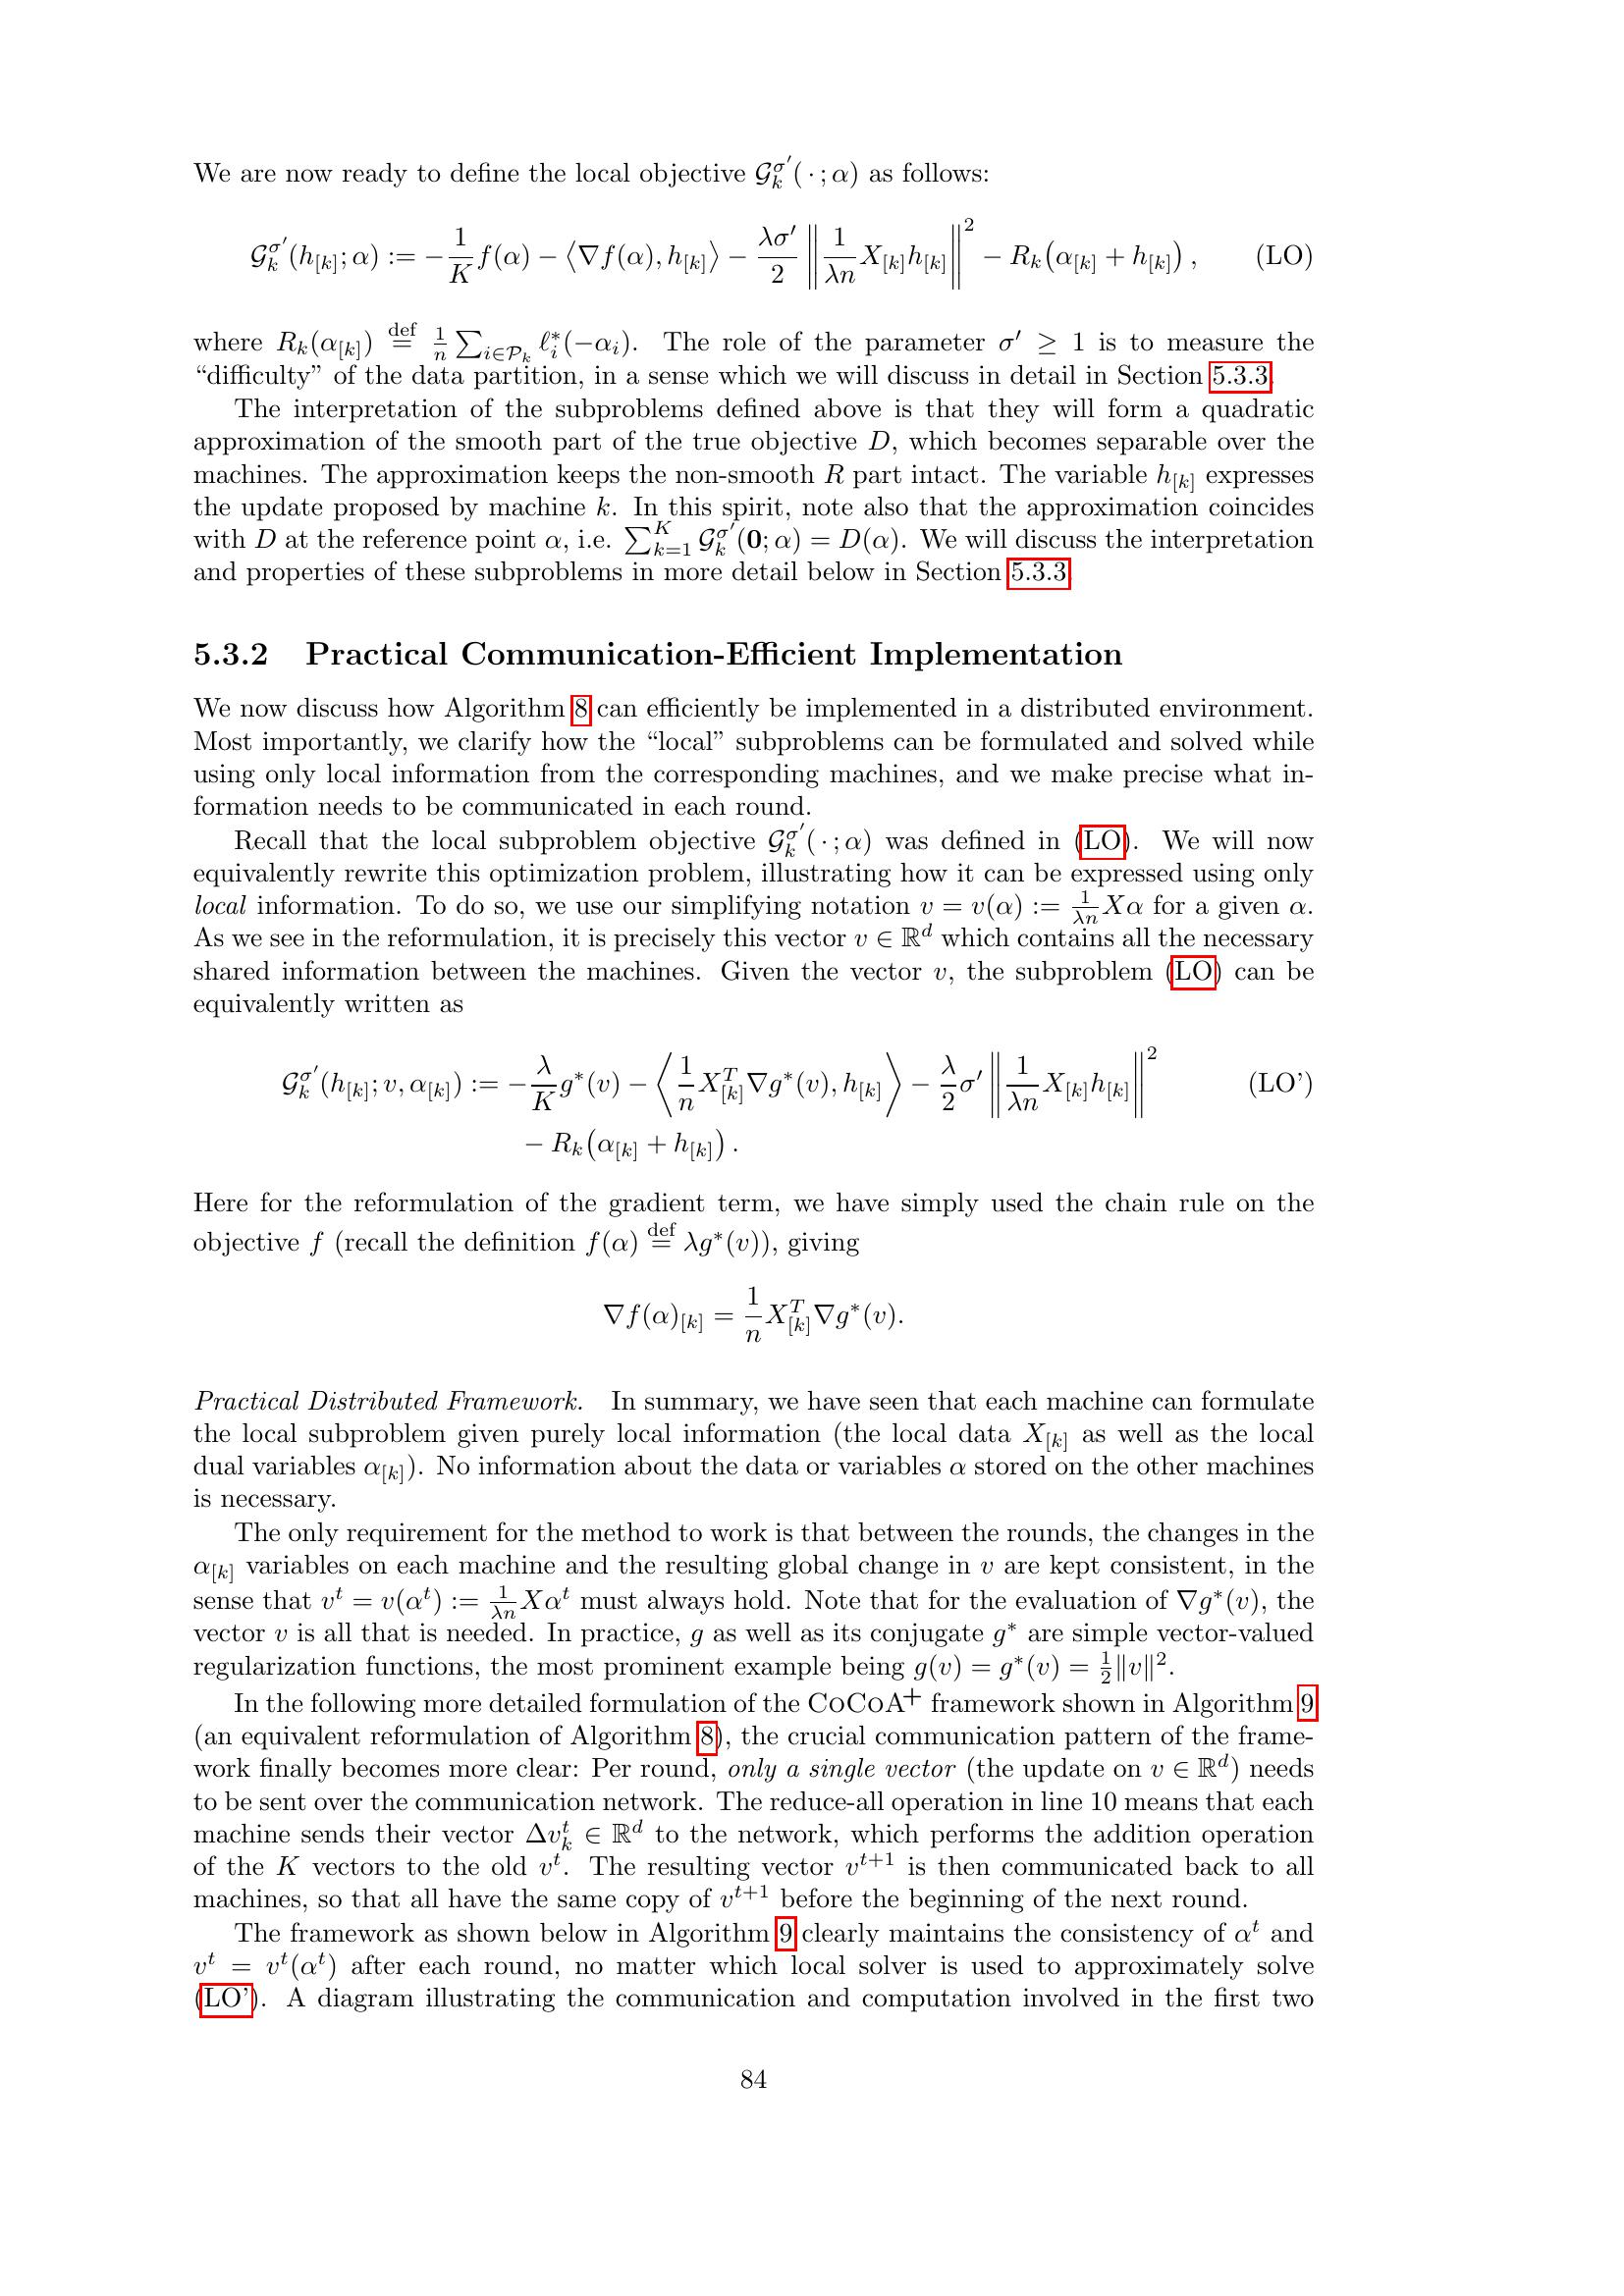 We are now ready to define the local objective $\mathcal{G}_k^{\sigma'}(\,\cdot\,;\alpha)$ as follows:
$$\mathcal{G}_k^{\sigma'}(h_{[k]};\alpha) := -\frac{1}{K}f(\alpha) - \left\langle \nabla f(\alpha), h_{[k]} \right\rangle - \frac{\lambda\sigma'}{2} \left\| \frac{1}{\lambda n} X_{[k]} h_{[k]} \right\|^2 - R_k\big(\alpha_{[k]} + h_{[k]}\big)\,, \quad \text{(LO)}$$
where $R_k(\alpha_{[k]}) \overset{\text{def}}{=} \frac{1}{n}\sum_{i\in\mathcal{P}_k} \ell_i^*(-\alpha_i)$. The role of the parameter $\sigma' \geq 1$ is to measure the
“difficulty” of the data partition, in a sense which we will discuss in detail in Section 5.3.3.
The interpretation of the subproblems defined above is that they will form a quadratic
approximation of the smooth part of the true objective $D$, which becomes separable over the
machines. The approximation keeps the non-smooth $R$ part intact. The variable $h_{[k]}$ expresses
the update proposed by machine $k$. In this spirit, note also that the approximation coincides
with $D$ at the reference point $\alpha$, i.e. $\sum_{k=1}^K \mathcal{G}_k^{\sigma'}(\mathbf{0};\alpha) = D(\alpha)$. We will discuss the interpretation
and properties of these subproblems in more detail below in Section 5.3.3.
5.3.2 Practical Communication-Efficient Implementation
We now discuss how Algorithm 8 can efficiently be implemented in a distributed environment.
Most importantly, we clarify how the “local” subproblems can be formulated and solved while
using only local information from the corresponding machines, and we make precise what in-
formation needs to be communicated in each round.
Recall that the local subproblem objective $\mathcal{G}_k^{\sigma'}(\,\cdot\,;\alpha)$ was defined in (LO). We will now
equivalently rewrite this optimization problem, illustrating how it can be expressed using only
local information. To do so, we use our simplifying notation $v = v(\alpha) := \frac{1}{\lambda n}X\alpha$ for a given $\alpha$.
As we see in the reformulation, it is precisely this vector $v \in \mathbb{R}^d$ which contains all the necessary
shared information between the machines. Given the vector $v$, the subproblem (LO) can be
equivalently written as
$$\mathcal{G}_k^{\sigma'}(h_{[k]};v,\alpha_{[k]}) := -\frac{\lambda}{K}g^*(v) - \left\langle \frac{1}{n}X_{[k]}^T\nabla g^*(v), h_{[k]} \right\rangle - \frac{\lambda}{2}\sigma' \left\| \frac{1}{\lambda n}X_{[k]}h_{[k]} \right\|^2 \quad \text{(LO')}$$
$$- R_k\big(\alpha_{[k]} + h_{[k]}\big)\,.$$
Here for the reformulation of the gradient term, we have simply used the chain rule on the
objective $f$ (recall the definition $f(\alpha) \overset{\text{def}}{=} \lambda g^*(v)$), giving
$$\nabla f(\alpha)_{[k]} = \frac{1}{n}X_{[k]}^T\nabla g^*(v).$$
Practical Distributed Framework. In summary, we have seen that each machine can formulate
the local subproblem given purely local information (the local data $X_{[k]}$ as well as the local
dual variables $\alpha_{[k]}$). No information about the data or variables $\alpha$ stored on the other machines
is necessary.
The only requirement for the method to work is that between the rounds, the changes in the
$\alpha_{[k]}$ variables on each machine and the resulting global change in $v$ are kept consistent, in the
sense that $v^t = v(\alpha^t) := \frac{1}{\lambda n}X\alpha^t$ must always hold. Note that for the evaluation of $\nabla g^*(v)$, the
vector $v$ is all that is needed. In practice, $g$ as well as its conjugate $g^*$ are simple vector-valued
regularization functions, the most prominent example being $g(v) = g^*(v) = \frac{1}{2}\|v\|^2$.
In the following more detailed formulation of the CoCoA+ framework shown in Algorithm 9
(an equivalent reformulation of Algorithm 8), the crucial communication pattern of the frame-
work finally becomes more clear: Per round, only a single vector (the update on $v \in \mathbb{R}^d$) needs
to be sent over the communication network. The reduce-all operation in line 10 means that each
machine sends their vector $\Delta v_k^t \in \mathbb{R}^d$ to the network, which performs the addition operation
of the $K$ vectors to the old $v^t$. The resulting vector $v^{t+1}$ is then communicated back to all
machines, so that all have the same copy of $v^{t+1}$ before the beginning of the next round.
The framework as shown below in Algorithm 9 clearly maintains the consistency of $\alpha^t$ and
$v^t = v^t(\alpha^t)$ after each round, no matter which local solver is used to approximately solve
(LO'). A diagram illustrating the communication and computation involved in the first two
84